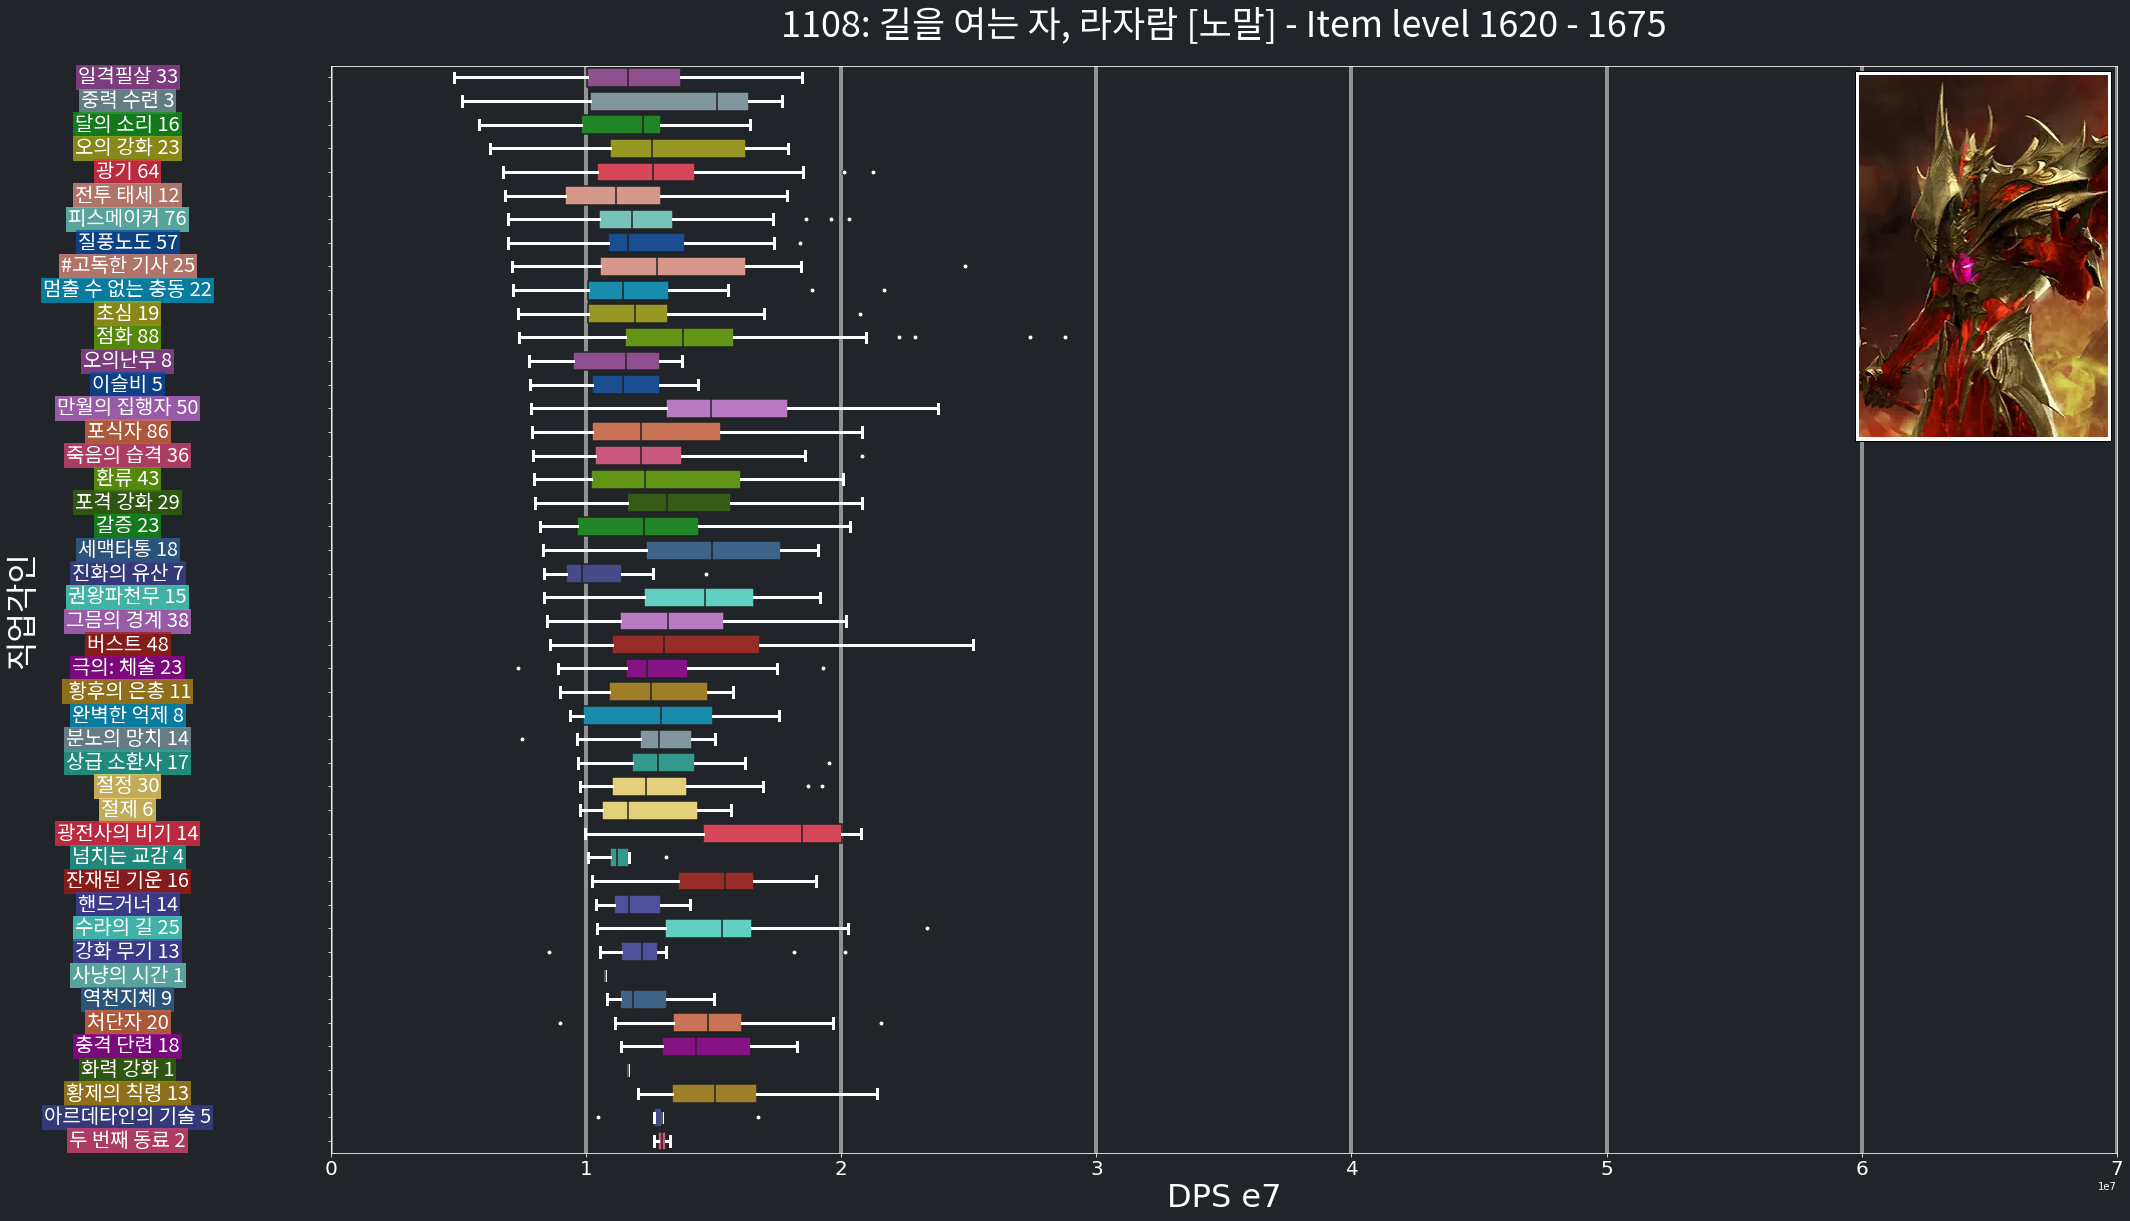 1108: 길을 여는 자, 라자람 [노말] - Item level 1620 - 1675
직업각인
일격필살 33
중력 수련 3
달의 소리 16
오의 강화 23
광기 64
전투 태세 12
피스메이커 76
질풍노도 57
#고독한 기사 25
멈출 수 없는 충동 22
초심 19
점화 88
오의난무 8
이슬비 5
만월의 집행자 50
포식자 86
죽음의 습격 36
환류 43
포격 강화 29
갈증 23
세맥타통 18
진화의 유산 7
권왕파천무 15
그믐의 경계 38
버스트 48
극의: 체술 23
황후의 은총 11
완벽한 억제 8
분노의 망치 14
상급 소환사 17
절정 30
절제 6
광전사의 비기 14
넘치는 교감 4
잔재된 기운 16
핸드거너 14
수라의 길 25
강화 무기 13
사냥의 시간 1
역천지체 9
처단자 20
충격 단련 18
화력 강화 1
황제의 칙령 13
아르데타인의 기술 5
두 번째 동료 2
0 1 2 3 4 5 6 7
1e7
DPS e7